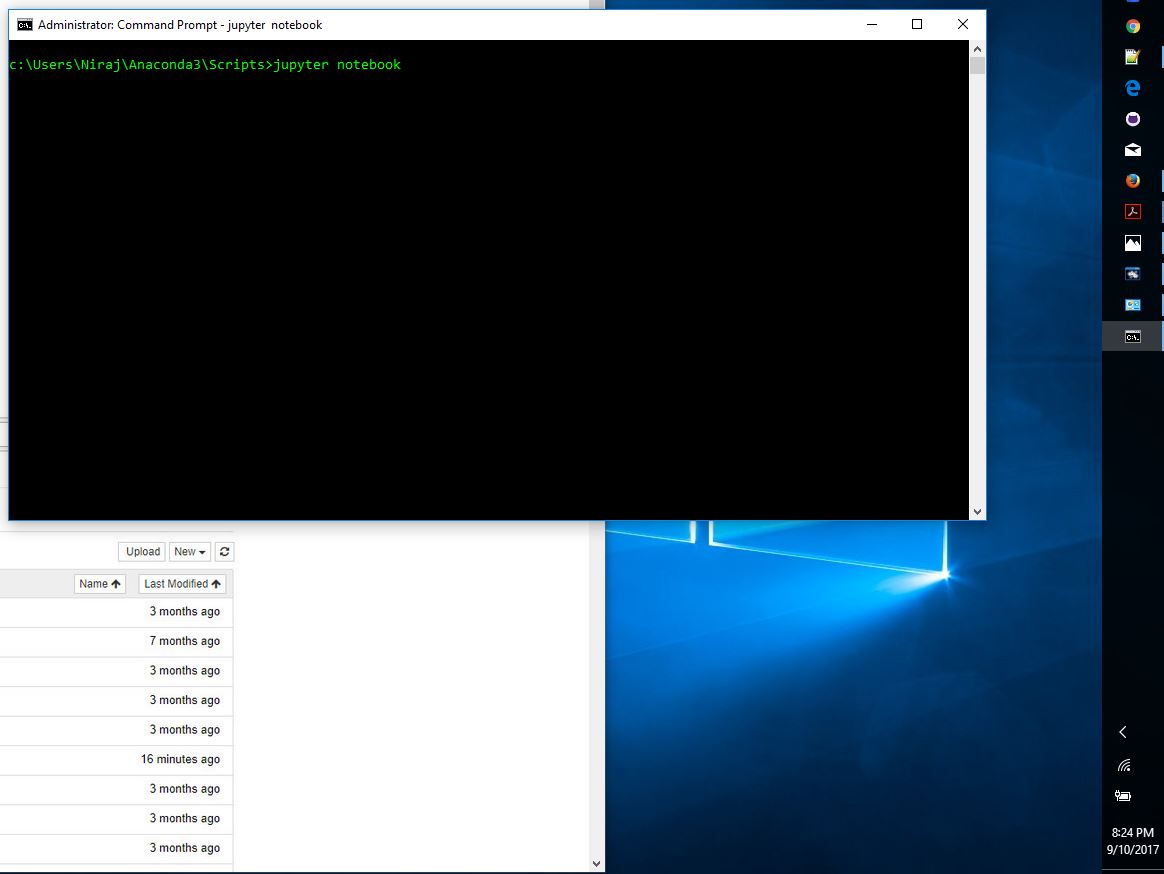 Administrator: Command Prompt - jupyter  notebook
c:\Users\Niraj\Anaconda3\Scripts>jupyter notebook
Upload New
Name Last Modified
3 months ago
7 months ago
3 months ago
3 months ago
3 months ago
16 minutes ago
3 months ago
3 months ago
3 months ago
C:\.
8:24 PM
9/10/2017